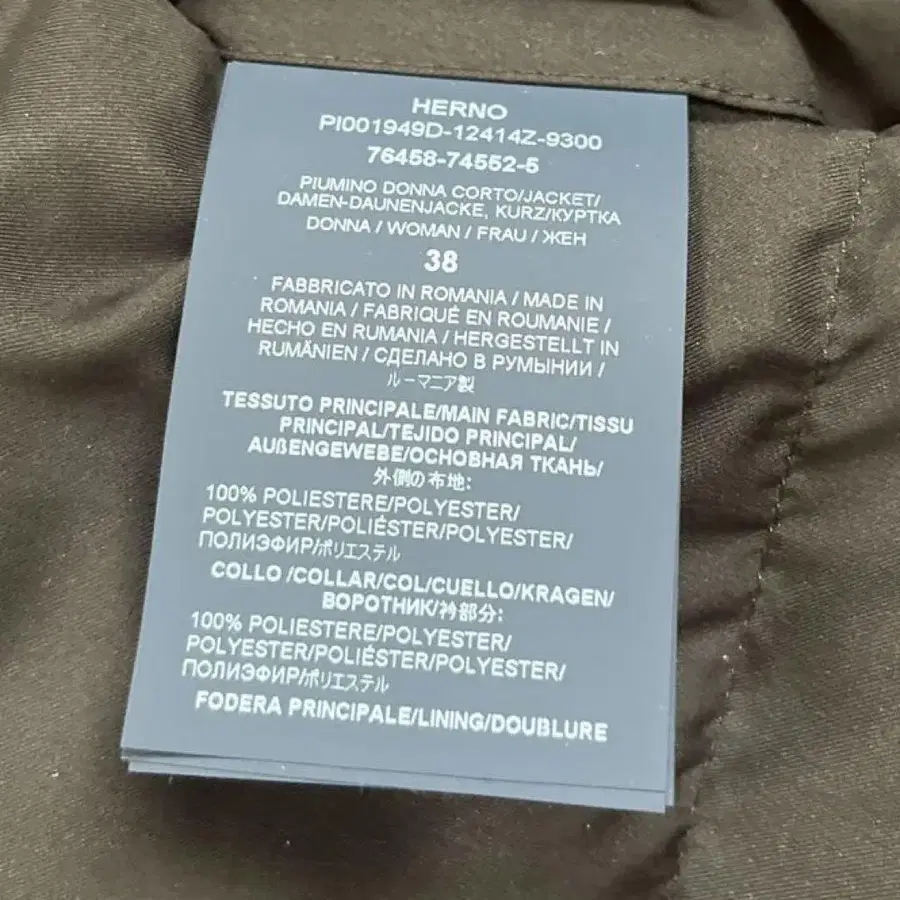 HERNO
PI001949D-12414Z-9300
76458-74552-5
PIUMINO DONNA CORTO/JACKET/
DAMEN-DAUNENJACKE, KURZ/КУРТКА
DONNA / WOMAN / FRAU / ЖЕН
38
FABBRICATO IN ROMANIA / MADE IN
ROMANIA / FABRIQUÉ EN ROUMANIE /
HECHO EN RUMANIA / HERGESTELLT IN
RUMÄNIEN / СДЕЛАНО В РУМЫНИИ /
ルーマニア製
TESSUTO PRINCIPALE/MAIN FABRIC/TISSU
PRINCIPAL/TEJIDO PRINCIPAL/
AUßENGEWEBE/ОСНОВНАЯ ТКАНЬ/
外側の布地:
100% POLIESTERE/POLYESTER/
POLYESTER/POLIÉSTER/POLYESTER/
ПОЛИЭФИР/ポリエステル
COLLO /COLLAR/COL/CUELLO/KRAGEN/
ВОРОТНИК/衿部分:
100% POLIESTERE/POLYESTER/
POLYESTER/POLIÉSTER/POLYESTER/
ПОЛИЭФИР/ポリエステル
FODERA PRINCIPALE/LINING/DOUBLURE